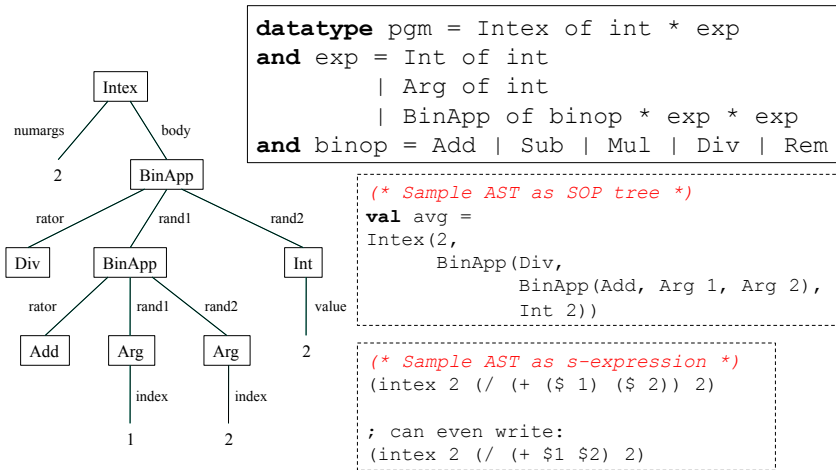 datatype pgm = Intex of int * exp
and exp = Int of int
| Arg of int
| BinApp of binop * exp * exp
and binop = Add | Sub | Mul | Div | Rem
Intex
numargs body
2
BinApp
rator rand1 rand2
Div BinApp Int
rator rand1 rand2 value
Add Arg Arg 2
index index
1 2
(* Sample AST as SOP tree *)
val avg =
Intex(2,
BinApp(Div,
BinApp(Add, Arg 1, Arg 2),
Int 2))
(* Sample AST as s-expression *)
(intex 2 (/ (+ ($ 1) ($ 2)) 2)
; can even write:
(intex 2 (/ (+ $1 $2) 2)